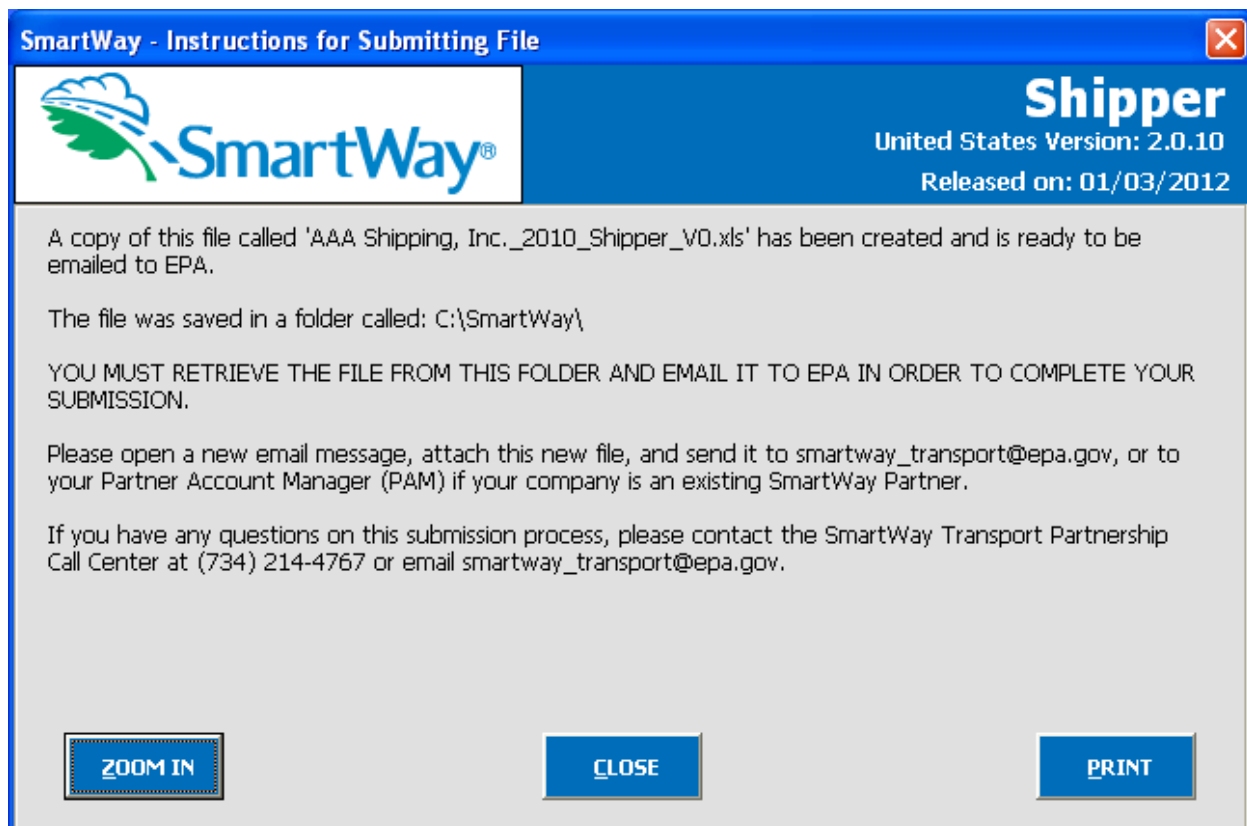 SmartWay - Instructions for Submitting File
SmartWay®
Shipper
United States Version: 2.0.10
Released on: 01/03/2012
A copy of this file called 'AAA Shipping, Inc._2010_Shipper_V0.xls' has been created and is ready to be
emailed to EPA.
The file was saved in a folder called: C:\SmartWay\
YOU MUST RETRIEVE THE FILE FROM THIS FOLDER AND EMAIL IT TO EPA IN ORDER TO COMPLETE YOUR
SUBMISSION.
Please open a new email message, attach this new file, and send it to smartway_transport@epa.gov, or to
your Partner Account Manager (PAM) if your company is an existing SmartWay Partner.
If you have any questions on this submission process, please contact the SmartWay Transport Partnership
Call Center at (734) 214-4767 or email smartway_transport@epa.gov.
ZOOM IN
CLOSE
PRINT